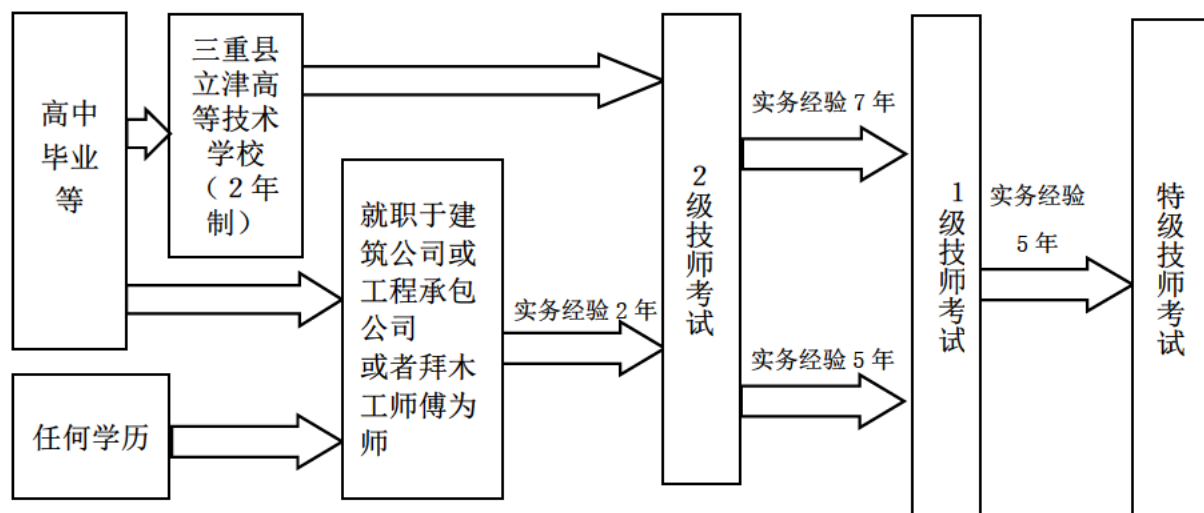 高中
毕业
等
三重县
立津高
等技术
学校
（2年
制）
任何学历
就职于建
筑公司或
工程承包
公司
或者拜木
工师傅为
师
实务经验2年
2级技师考试
实务经验7年
实务经验5年
1级技师考试
实务经验
5年
特级技师考试